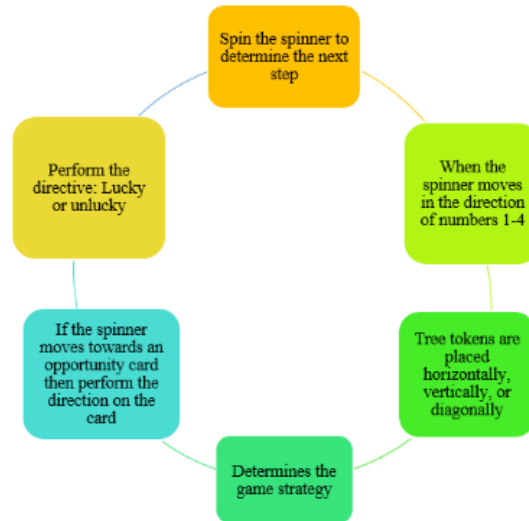 Spin the spinner to
determine the next
step
When the
spinner moves
in the direction
of numbers 1-4
Tree tokens are
placed
horizontally,
vertically, or
diagonally
Determines the
game strategy
If the spinner
moves towards an
opportunity card
then perform the
direction on the
card
Perform the
directive: Lucky
or unlucky